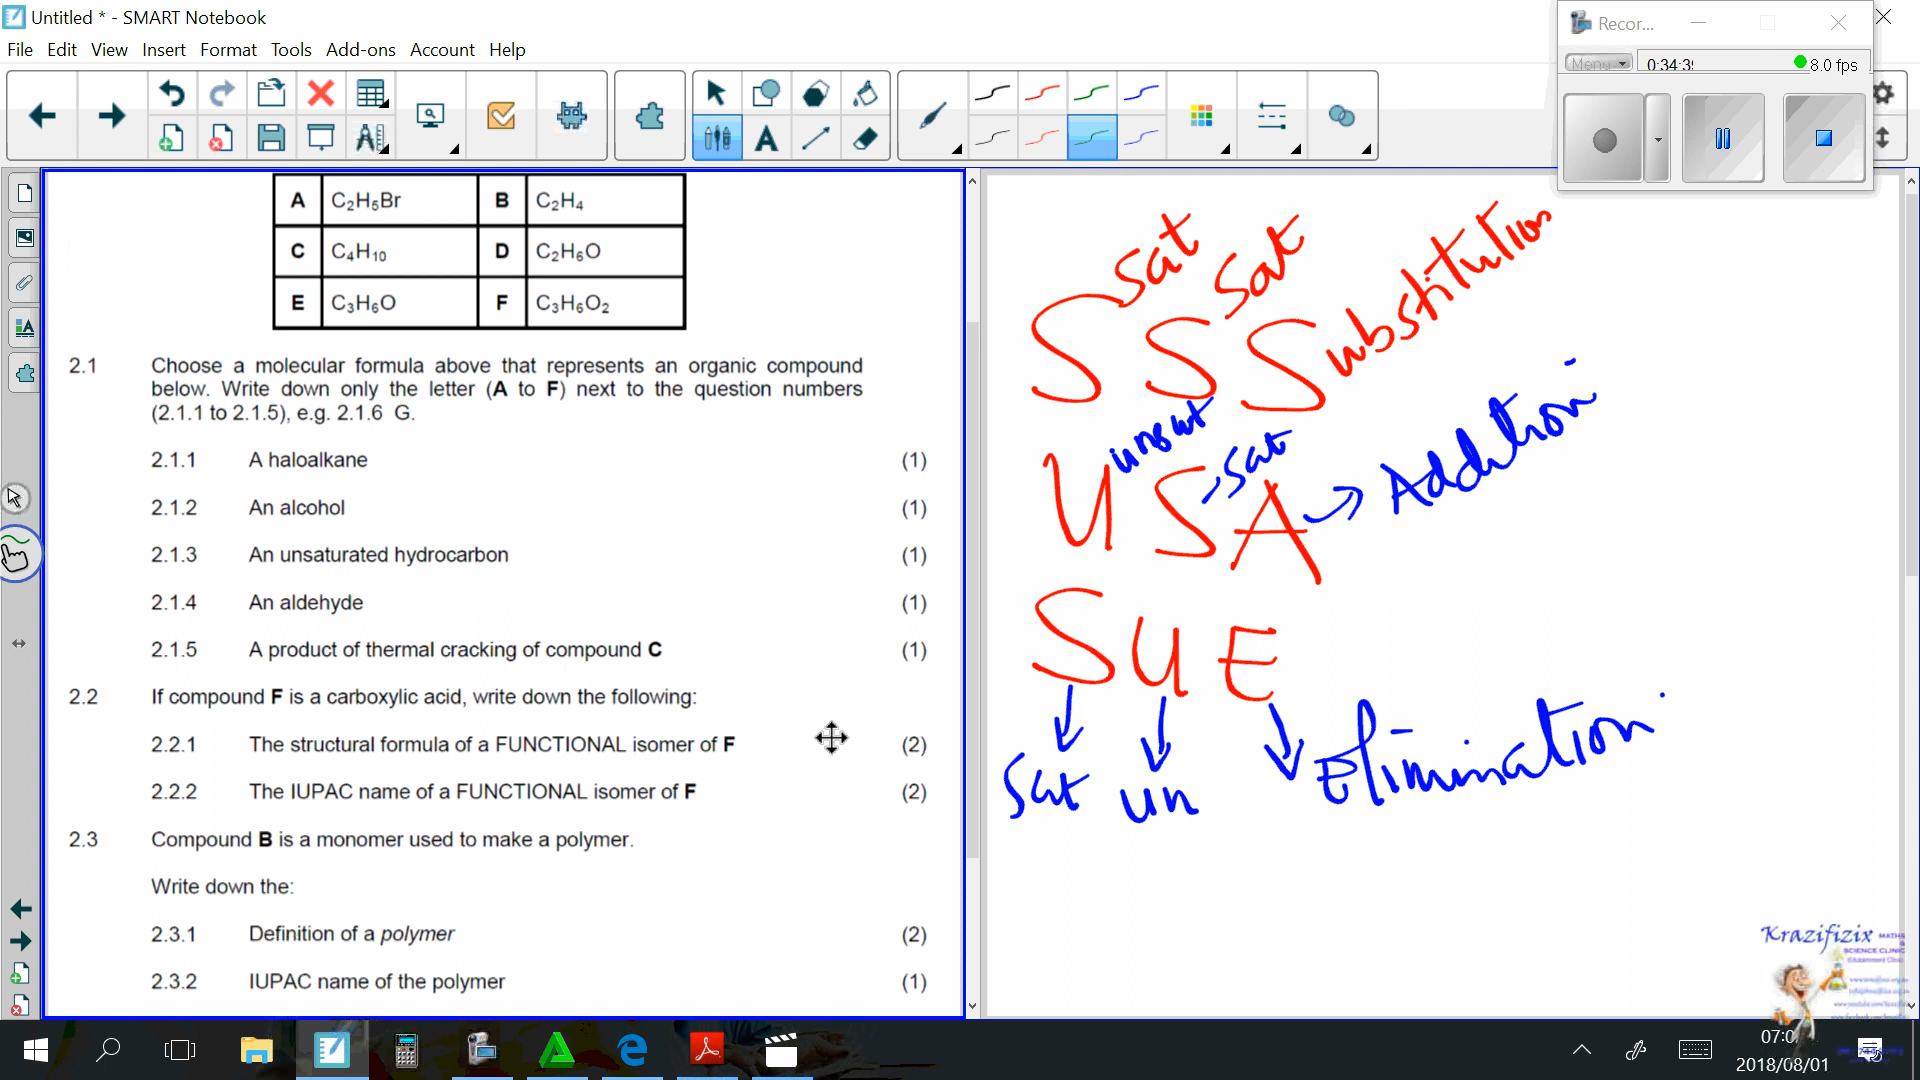 Untitled * - SMART Notebook
File Edit View Insert Format Tools Add-ons Account Help
Recor...
Menu 0:34:39 8.0 fps
A C₂H₅Br B C₂H₄
C C₄H₁₀ D C₂H₆O
E C₃H₆O F C₃H₆O₂
2.1 Choose a molecular formula above that represents an organic compound
below. Write down only the letter (A to F) next to the question numbers
(2.1.1 to 2.1.5), e.g. 2.1.6 G.
2.1.1 A haloalkane (1)
2.1.2 An alcohol (1)
2.1.3 An unsaturated hydrocarbon (1)
2.1.4 An aldehyde (1)
2.1.5 A product of thermal cracking of compound C (1)
2.2 If compound F is a carboxylic acid, write down the following:
2.2.1 The structural formula of a FUNCTIONAL isomer of F (2)
2.2.2 The IUPAC name of a FUNCTIONAL isomer of F (2)
2.3 Compound B is a monomer used to make a polymer.
Write down the:
2.3.1 Definition of a polymer (2)
2.3.2 IUPAC name of the polymer (1)
sat sat
S S Substitution
unsat sat
U S A → Addition
S U E
sat un Elimination
Krazifizix MATHS &
SCIENCE CLINIC
07:0
2018/08/01